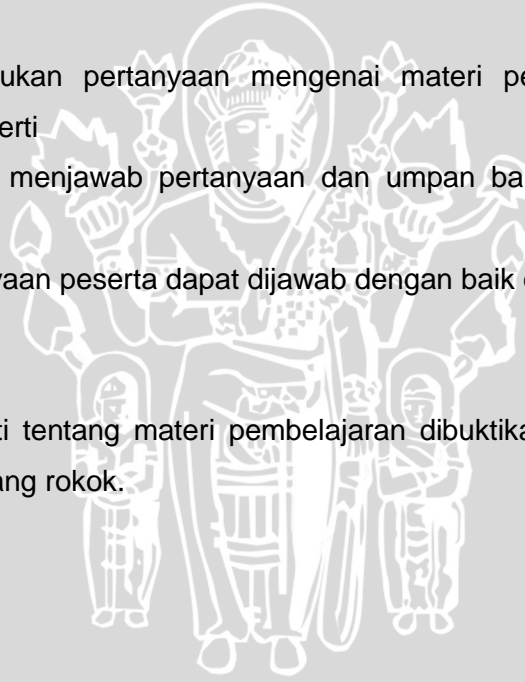 ukan pertanyaan mengenai materi pe
erti
menjawab pertanyaan dan umpan ba
yaan peserta dapat dijawab dengan baik
ti tentang materi pembelajaran dibuktika
ang rokok.